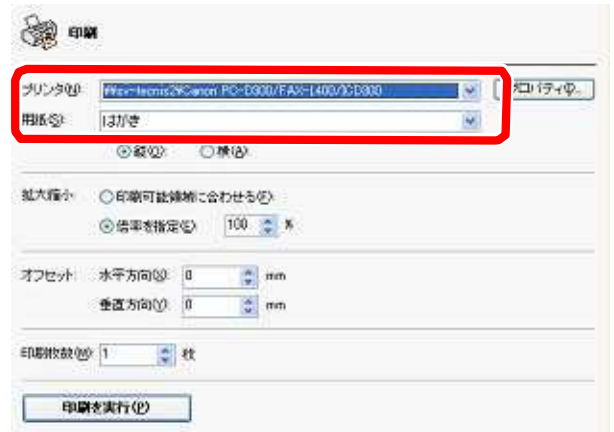 印刷
プリンタ(N): ¥¥sv-tecnis2¥Canon PC-D300/FAX-L400/ICD300 プロパティ(I)...
用紙(S): はがき
縦(O) 横(A)
拡大縮小: 印刷可能領域に合わせる(F)
倍率を指定(E) 100 %
オフセット: 水平方向(X): 0 mm
垂直方向(Y): 0 mm
印刷枚数(M): 1 枚
印刷を実行(P)